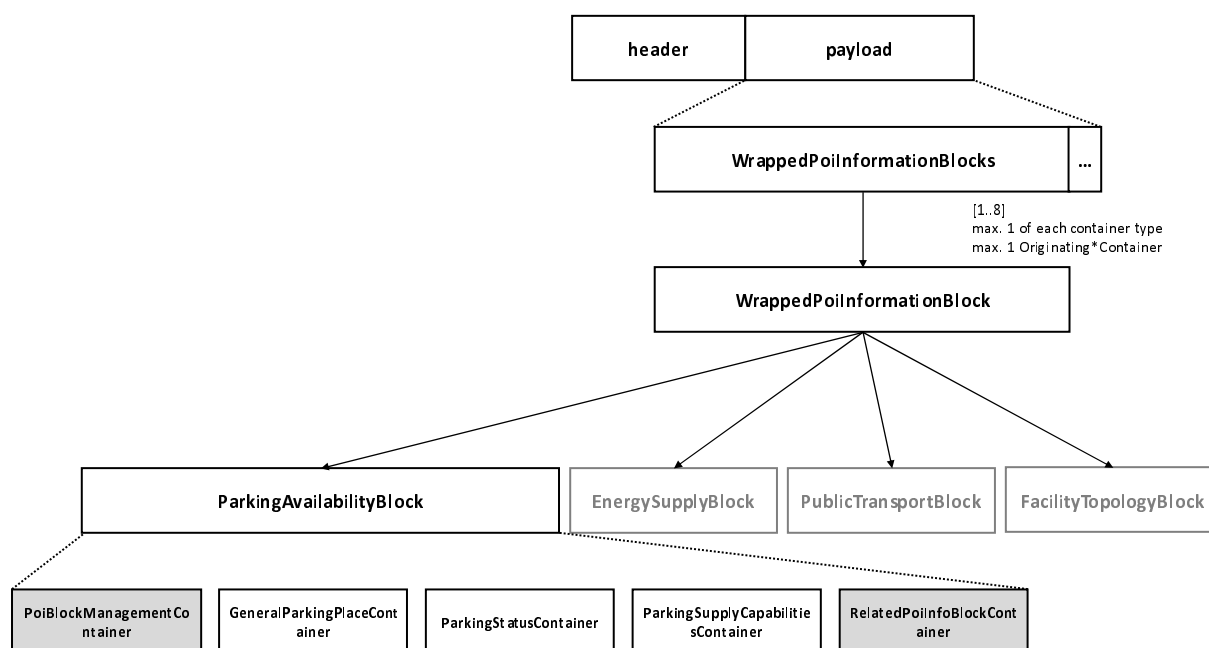 header
payload
WrappedPoiInformationBlocks
...
[1..8]
max. 1 of each container type
max. 1 Originating*Container
WrappedPoiInformationBlock
ParkingAvailabilityBlock
EnergySupplyBlock
PublicTransportBlock
FacilityTopologyBlock
PoiBlockManagementCo
ntainer
GeneralParkingPlaceCont
ainer
ParkingStatusContainer
ParkingSupplyCapabilitie
sContainer
RelatedPoiInfoBlockCont
ainer